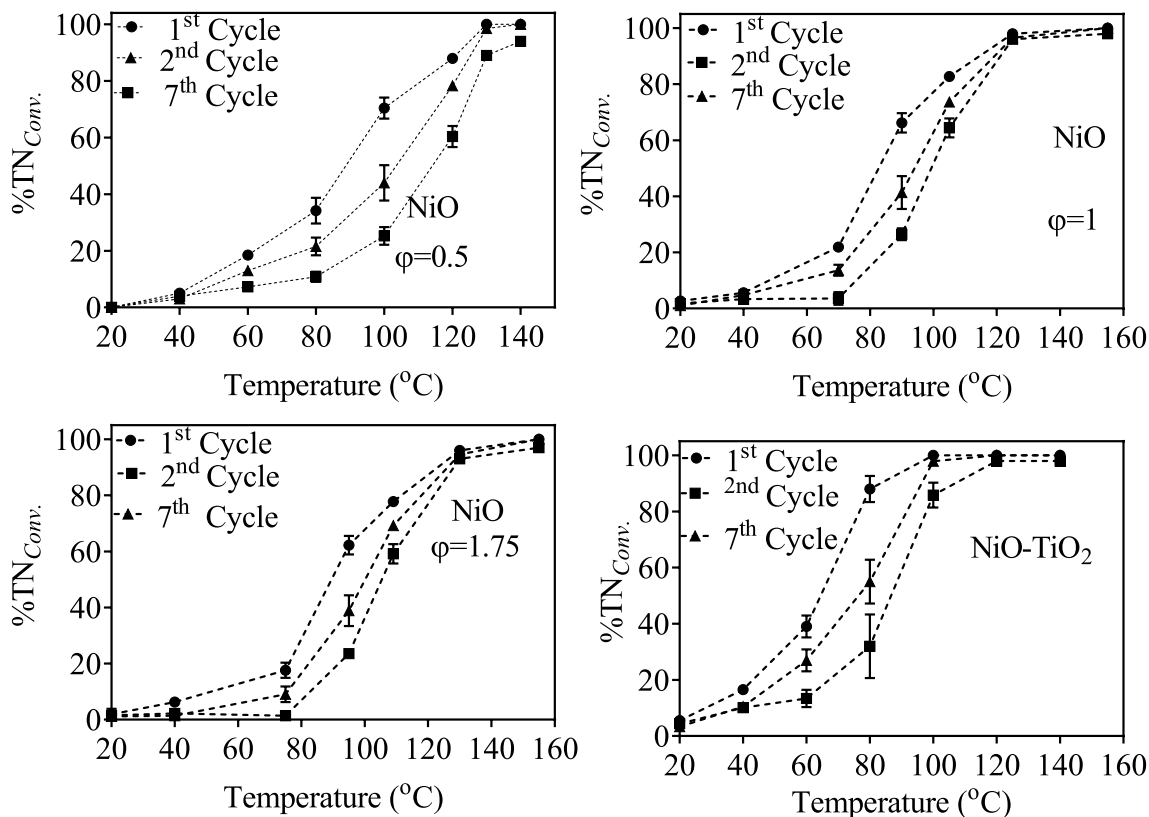 1st Cycle
2nd Cycle
7th Cycle
%TNConv.
100
80
60
40
20
0
NiO
φ=0.5
20 40 60 80 100 120 140
Temperature (oC)
1st Cycle
2nd Cycle
7th Cycle
%TNConv.
100
80
60
40
20
0
NiO
φ=1
20 40 60 80 100 120 140 160
Temperature (oC)
1st Cycle
2nd Cycle
7th Cycle
%TNConv.
100
80
60
40
20
0
NiO
φ=1.75
20 40 60 80 100 120 140 160
Temperature (oC)
1st Cycle
2nd Cycle
7th Cycle
%TNConv.
100
80
60
40
20
0
NiO-TiO2
20 40 60 80 100 120 140 160
Temperature (oC)